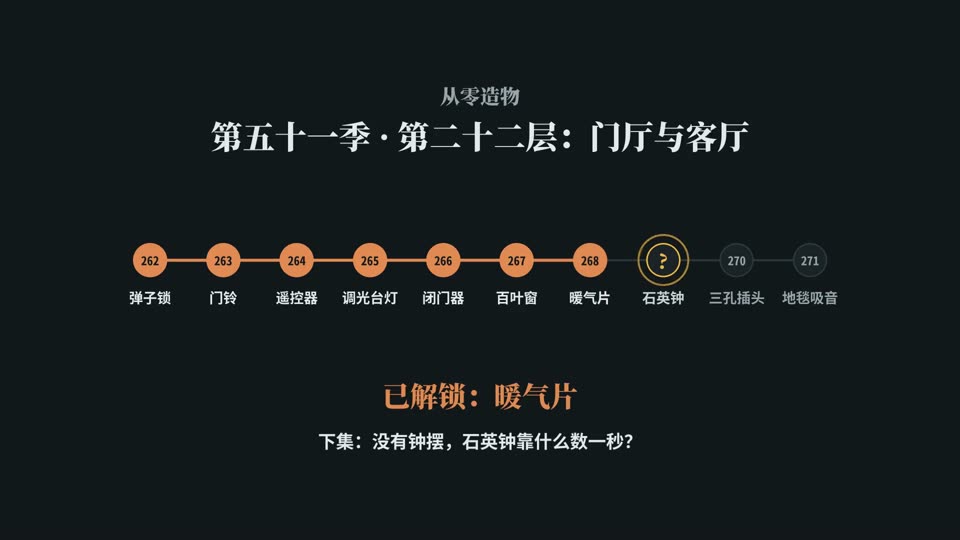 从零造物
第五十一季·第二十二层：门厅与客厅
262 263 264 265 266 267 268 ? 270 271
弹子锁 门铃 遥控器 调光台灯 闭门器 百叶窗 暖气片 石英钟 三孔插头 地毯吸音
已解锁：暖气片
下集：没有钟摆，石英钟靠什么数一秒？